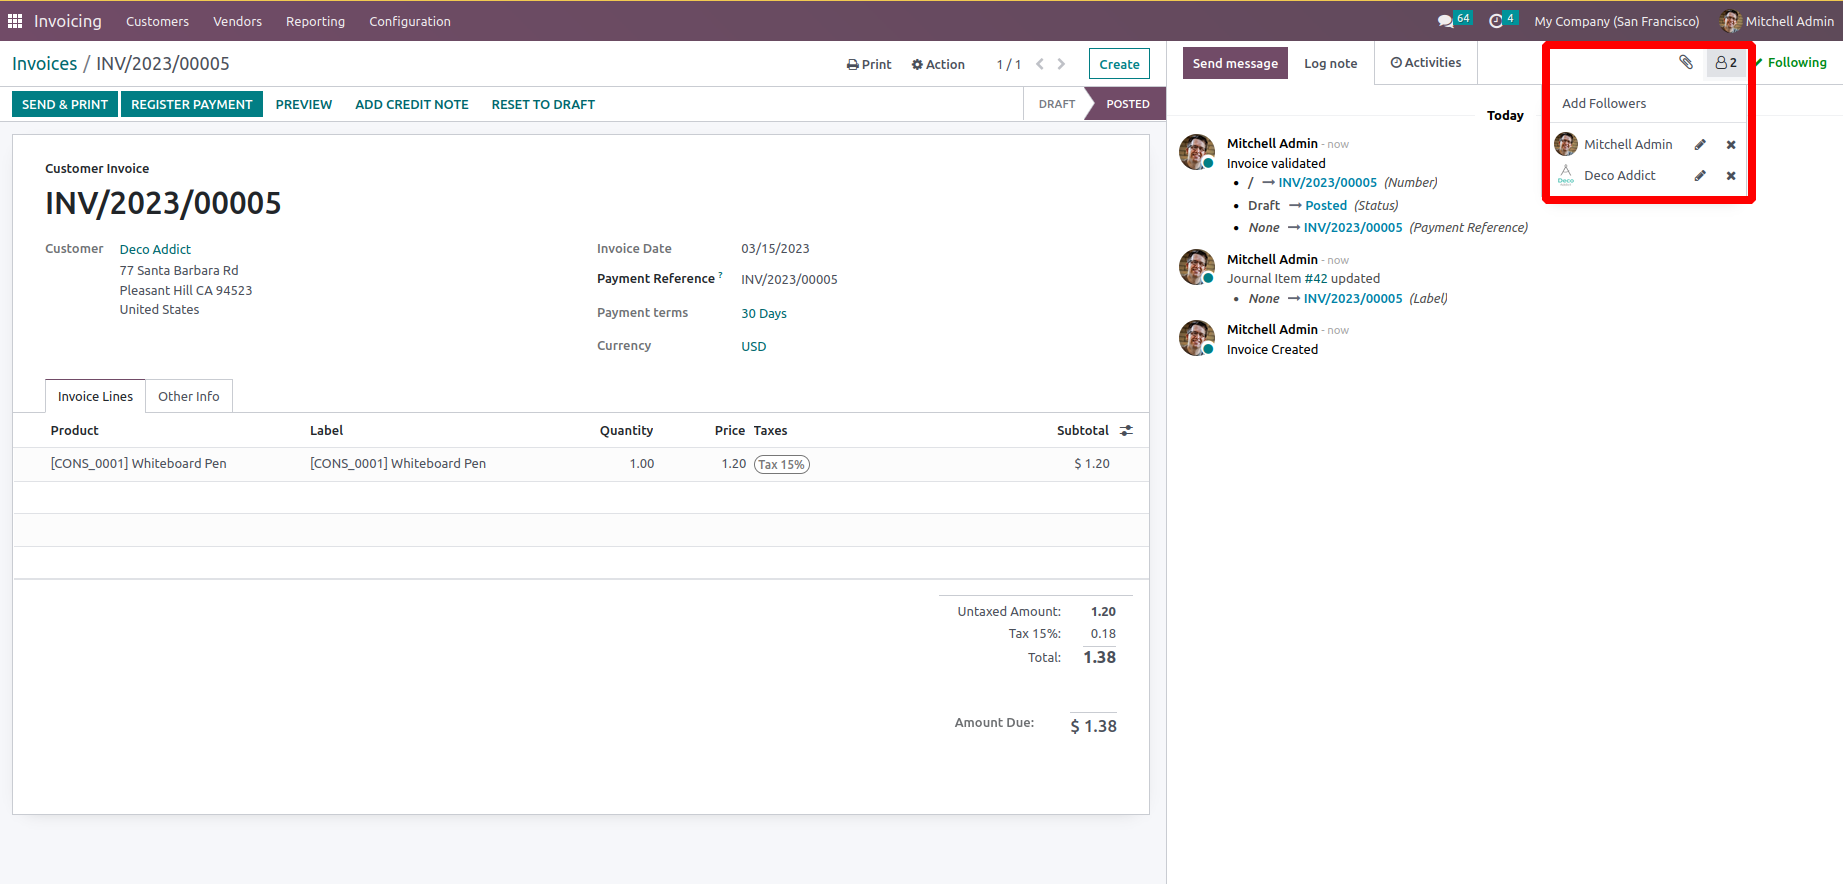 Invoicing Customers Vendors Reporting Configuration 64 4 My Company (San Francisco) Mitchell Admin
Invoices / INV/2023/00005 Print Action 1 / 1 Create
SEND & PRINT REGISTER PAYMENT PREVIEW ADD CREDIT NOTE RESET TO DRAFT DRAFT POSTED
Customer Invoice
INV/2023/00005
Customer Deco Addict
77 Santa Barbara Rd
Pleasant Hill CA 94523
United States
Invoice Date 03/15/2023
Payment Reference ? INV/2023/00005
Payment terms 30 Days
Currency USD
Invoice Lines Other Info
Product Label Quantity Price Taxes Subtotal
[CONS_0001] Whiteboard Pen [CONS_0001] Whiteboard Pen 1.00 1.20 Tax 15% $ 1.20
Untaxed Amount: 1.20
Tax 15%: 0.18
Total: 1.38
Amount Due: $ 1.38
Send message Log note Activities 2 Following
Add Followers
Mitchell Admin
Deco Addict
Today
Mitchell Admin - now
Invoice validated
• / → INV/2023/00005 (Number)
• Draft → Posted (Status)
• None → INV/2023/00005 (Payment Reference)
Mitchell Admin - now
Journal Item #42 updated
• None → INV/2023/00005 (Label)
Mitchell Admin - now
Invoice Created